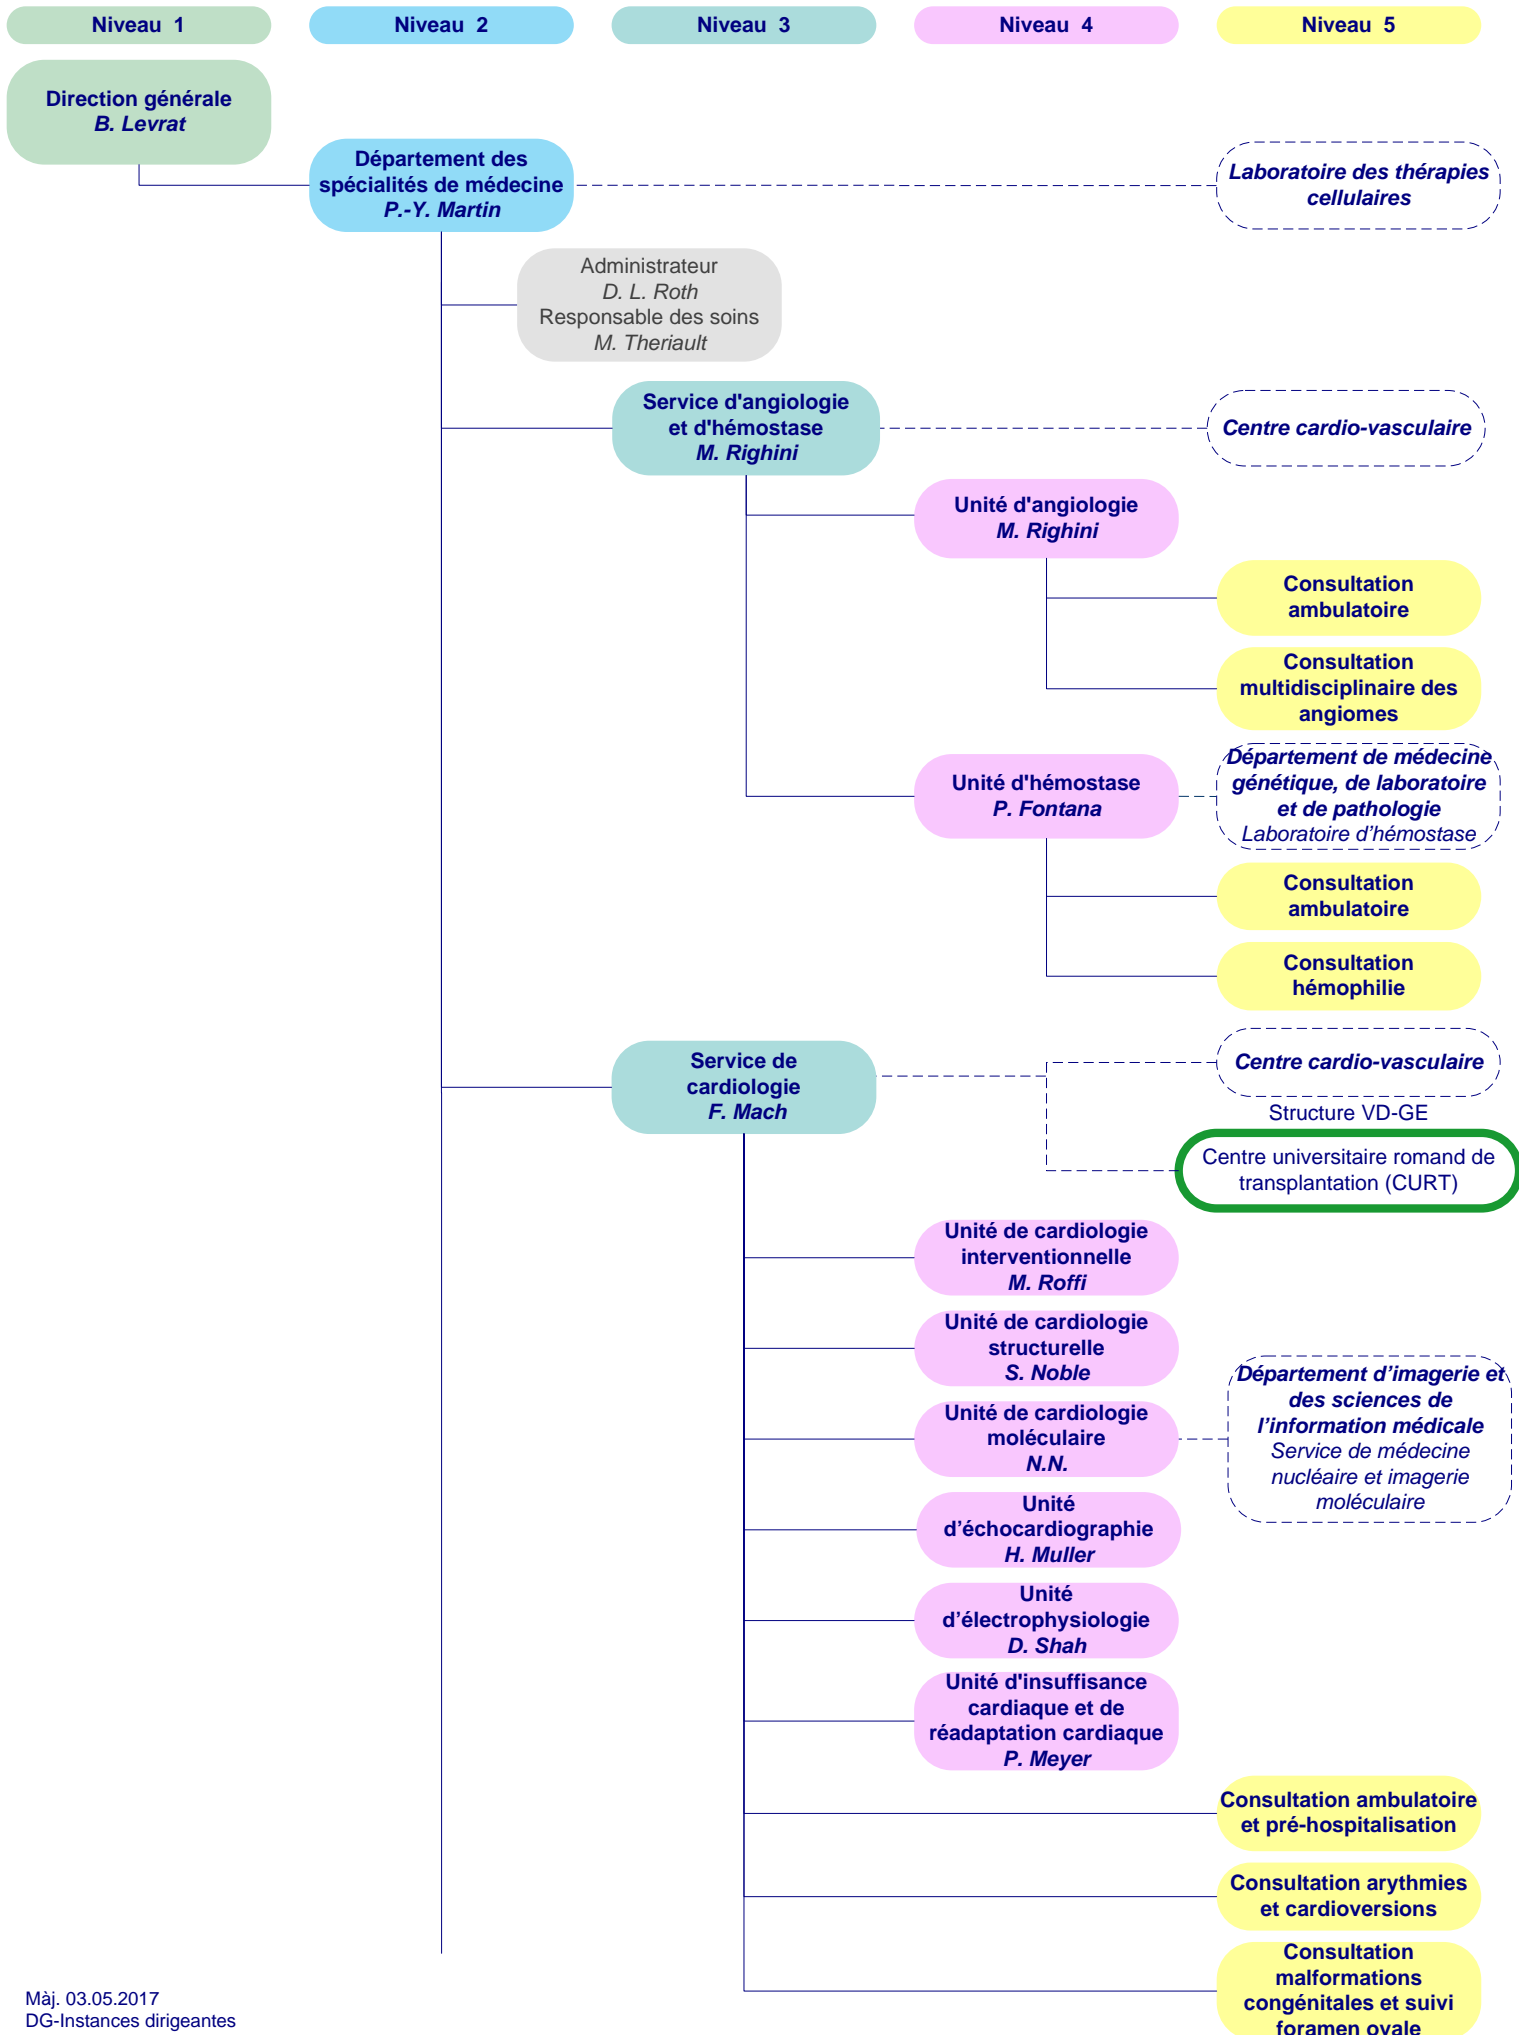 Niveau 1
Niveau 2
Niveau 3
Niveau 4
Niveau 5
Direction générale
B. Levrat
Département des
spécialités de médecine
P.-Y. Martin
Laboratoire des thérapies
cellulaires
Administrateur
D. L. Roth
Responsable des soins
M. Theriault
Service d'angiologie
et d'hémostase
M. Righini
Centre cardio-vasculaire
Unité d'angiologie
M. Righini
Consultation
ambulatoire
Consultation
multidisciplinaire des
angiomes
Unité d'hémostase
P. Fontana
Département de médecine
génétique, de laboratoire
et de pathologie
Laboratoire d’hémostase
Consultation
ambulatoire
Consultation
hémophilie
Service de
cardiologie
F. Mach
Centre cardio-vasculaire
Structure VD-GE
Centre universitaire romand de
transplantation (CURT)
Unité de cardiologie
interventionnelle
M. Roffi
Unité de cardiologie
structurelle
S. Noble
Unité de cardiologie
moléculaire
N.N.
Département d’imagerie et
des sciences de
l’information médicale
Service de médecine
nucléaire et imagerie
moléculaire
Unité
d’échocardiographie
H. Muller
Unité
d’électrophysiologie
D. Shah
Unité d'insuffisance
cardiaque et de
réadaptation cardiaque
P. Meyer
Consultation ambulatoire
et pré-hospitalisation
Consultation arythmies
et cardioversions
Consultation
malformations
congénitales et suivi
foramen ovale
Màj. 03.05.2017
DG-Instances dirigeantes